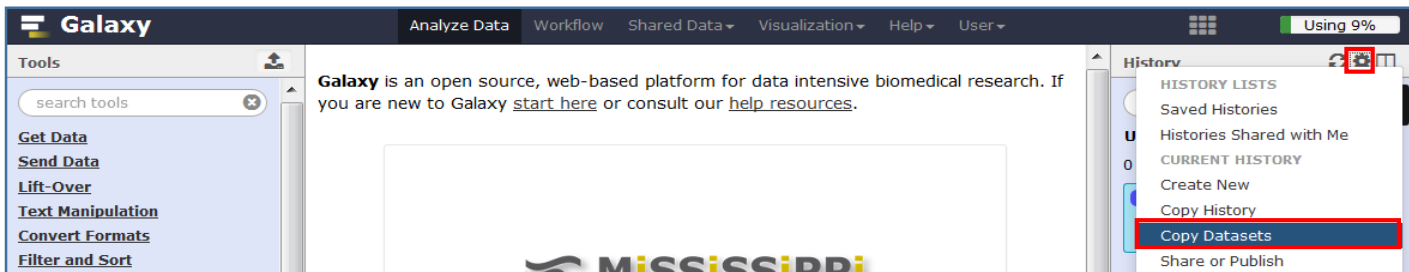 Galaxy
Analyze Data Workflow Shared Data Visualization Help User Using 9%
Tools
search tools
Get Data
Send Data
Lift-Over
Text Manipulation
Convert Formats
Filter and Sort
Galaxy is an open source, web-based platform for data intensive biomedical research. If
you are new to Galaxy start here or consult our help resources.
MiSSiSSiPPi
History
U
0
HISTORY LISTS
Saved Histories
Histories Shared with Me
CURRENT HISTORY
Create New
Copy History
Copy Datasets
Share or Publish